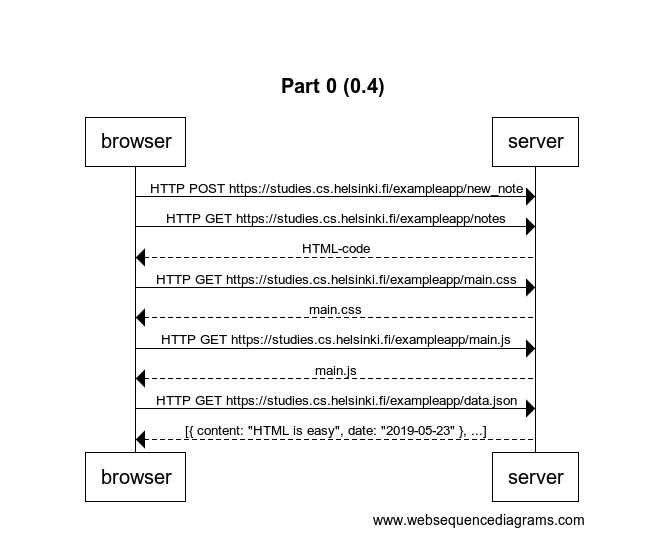 Part 0 (0.4)
browser
server
HTTP POST https://studies.cs.helsinki.fi/exampleapp/new_note
HTTP GET https://studies.cs.helsinki.fi/exampleapp/notes
HTML-code
HTTP GET https://studies.cs.helsinki.fi/exampleapp/main.css
main.css
HTTP GET https://studies.cs.helsinki.fi/exampleapp/main.js
main.js
HTTP GET https://studies.cs.helsinki.fi/exampleapp/data.json
[{ content: "HTML is easy", date: "2019-05-23" }, ...]
browser
server
www.websequencediagrams.com